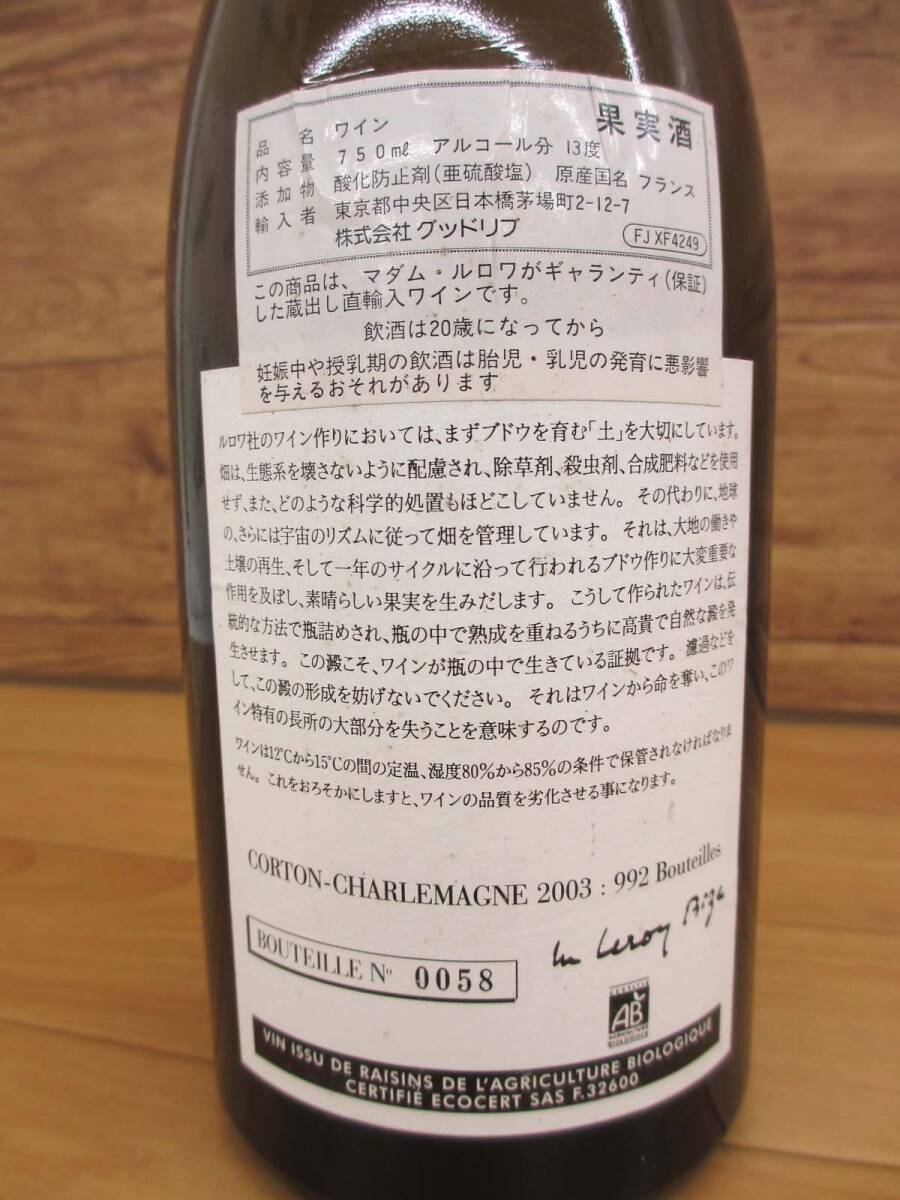 果実酒
品名 ワイン
内容量 750ml アルコール分 13度
添加物 酸化防止剤(亜硫酸塩) 原産国名 フランス
輸入者 東京都中央区日本橋茅場町2-12-7
株式会社 グッドリブ FJ XF4249
この商品は、マダム・ルロワがギャランティ(保証)
した蔵出し直輸入ワインです。
飲酒は20歳になってから
妊娠中や授乳期の飲酒は胎児・乳児の発育に悪影響
を与えるおそれがあります
ルロワ社のワイン作りにおいては、まずブドウを育む「土」を大切にしています。
畑は、生態系を壊さないように配慮され、除草剤、殺虫剤、合成肥料などを使用
せず、また、どのような科学的処置もほどこしていません。 その代わりに、地球
の、さらには宇宙のリズムに従って畑を管理しています。 それは、大地の働きや
土壌の再生、そして一年のサイクルに沿って行われるブドウ作りに大変重要な
作用を及ぼし、素晴らしい果実を生みだします。 こうして作られたワインは、伝
統的な方法で瓶詰めされ、瓶の中で熟成を重ねるうちに高貴で自然な澱を発
生させます。 この澱こそ、ワインが瓶の中で生きている証拠です。 濾過などを
して、この澱の形成を妨げないでください。 それはワインから命を奪い、このワ
イン特有の長所の大部分を失うことを意味するのです。
ワインは12℃から15℃の間の定温、湿度80%から85%の条件で保管されなければなりま
せん。 これをおろそかにしますと、ワインの品質を劣化させる事になります。
CORTON-CHARLEMAGNE 2003 : 992 Bouteilles
BOUTEILLE Nº 0058
Leroy
AB
AGRICULTURE
BIOLOGIQUE
VIN ISSU DE RAISINS DE L'AGRICULTURE BIOLOGIQUE
CERTIFIÉ ECOCERT SAS F.32600